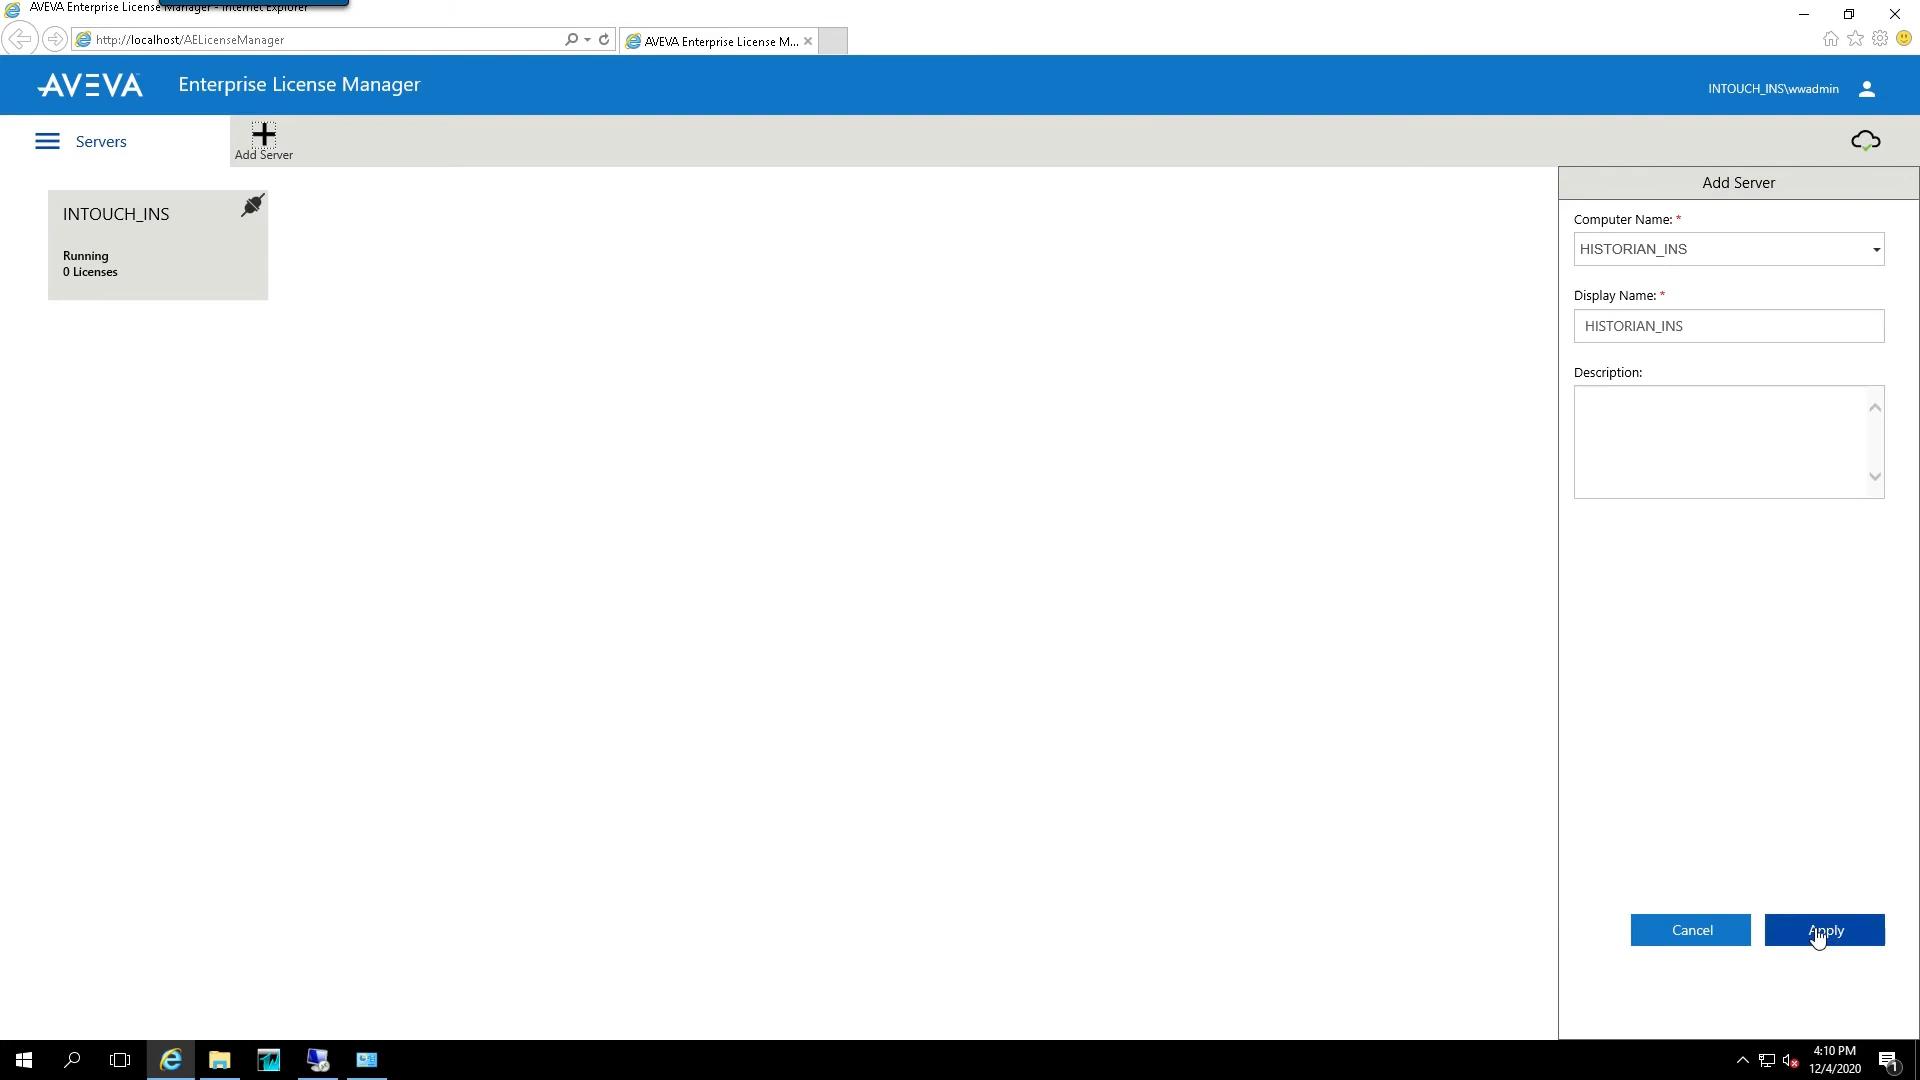 AVEVA Enterprise License Manager - Internet Explorer
http://localhost/AELicenseManager
AVEVA Enterprise License M...
AVEVA
Enterprise License Manager
INTOUCH_INS\wwadmin
Servers
Add Server
INTOUCH_INS
Running
0 Licenses
Add Server
Computer Name: *
HISTORIAN_INS
Display Name: *
HISTORIAN_INS
Description:
Cancel
Apply
4:10 PM
12/4/2020
1